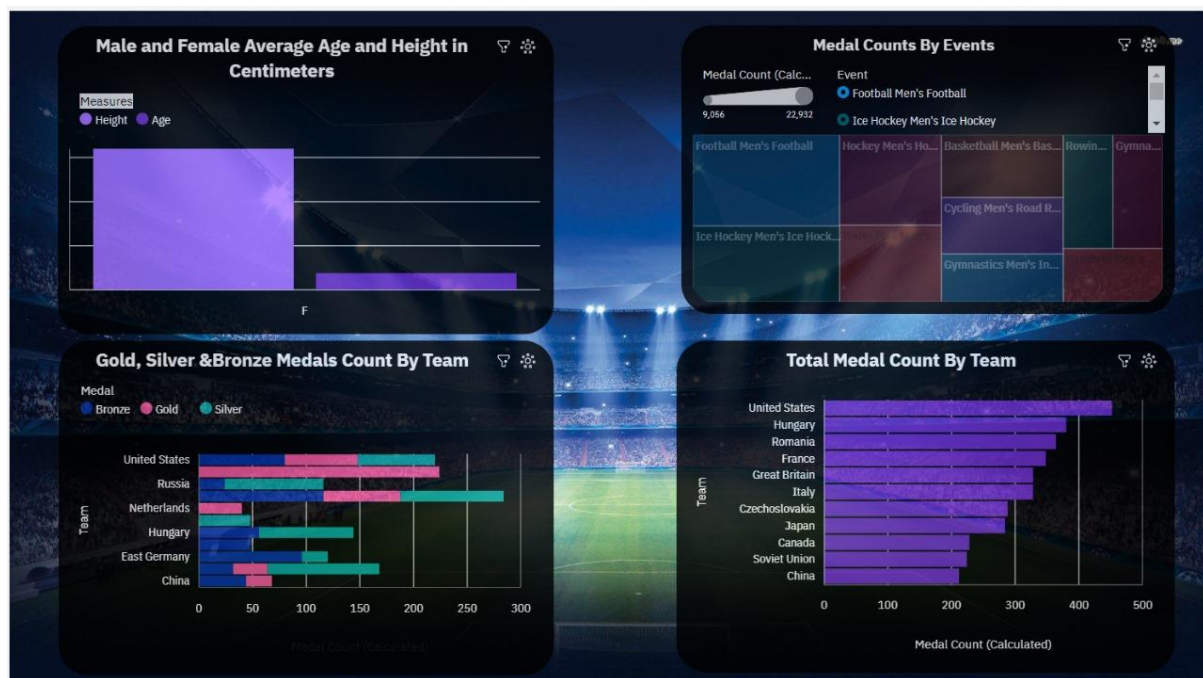 Male and Female Average Age and Height in
Centimeters
Measures
Height Age
F
Medal Counts By Events
Medal Count (Calc... Event
Football Men's Football
9,056 22,932
Ice Hockey Men's Ice Hockey
Football Men's Football Hockey Men's Ho... Basketball Men's Bas... Rowin... Gymna...
Cycling Men's Road R...
Ice Hockey Men's Ice Hock...
Gymnastics Men's In...
Gold, Silver &Bronze Medals Count By Team
Medal
Bronze Gold Silver
Team
United States
Russia
Netherlands
Hungary
East Germany
China
0 50 100 150 200 250 300
Medal Count (Calculated)
Total Medal Count By Team
Team
United States
Hungary
Romania
France
Great Britain
Italy
Czechoslovakia
Japan
Canada
Soviet Union
China
0 100 200 300 400 500
Medal Count (Calculated)